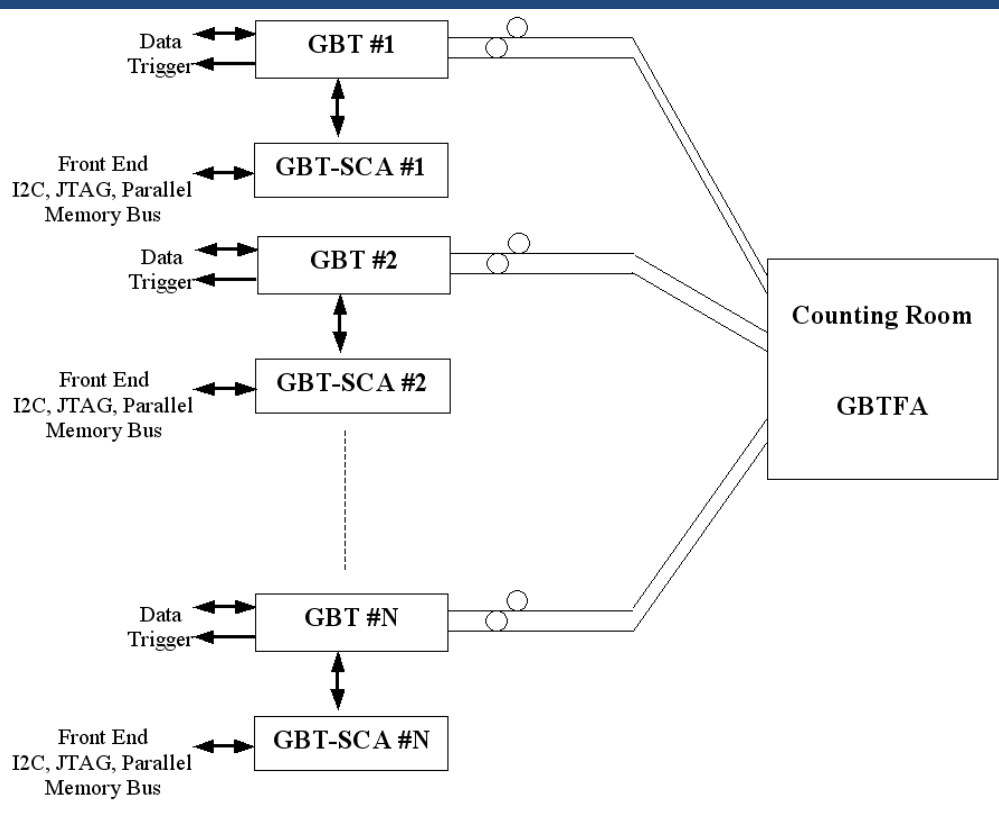 Data
Trigger
GBT #1
Front End
I2C, JTAG, Parallel
Memory Bus
GBT-SCA #1
Data
Trigger
GBT #2
Front End
I2C, JTAG, Parallel
Memory Bus
GBT-SCA #2
Counting Room
GBTFA
Data
Trigger
GBT #N
Front End
I2C, JTAG, Parallel
Memory Bus
GBT-SCA #N